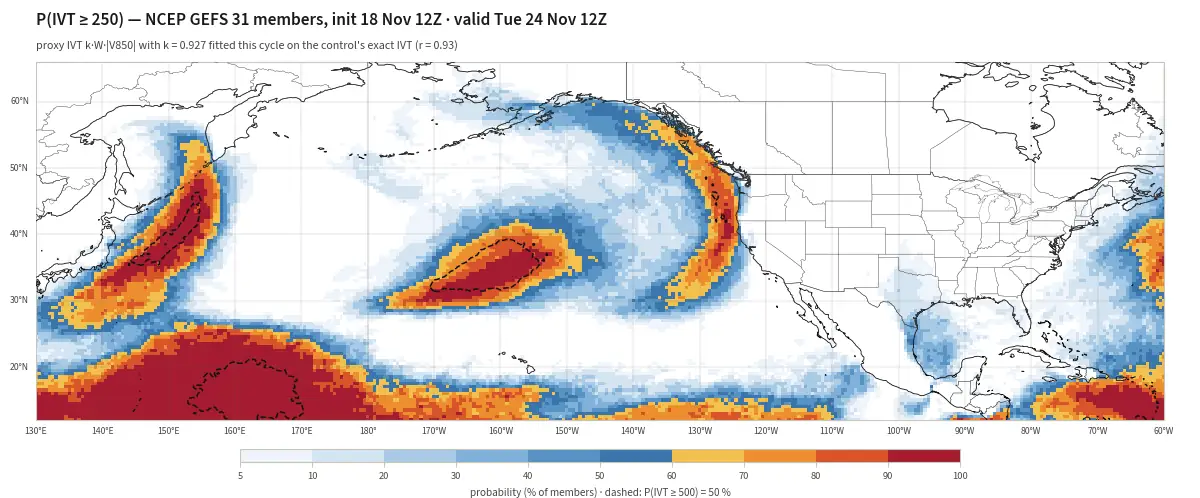 P(IVT ≥ 250) — NCEP GEFS 31 members, init 18 Nov 12Z · valid Tue 24 Nov 12Z
proxy IVT k·W·|V850| with k = 0.927 fitted this cycle on the control's exact IVT (r = 0.93)
60°N
50°N
40°N
30°N
20°N
130°E 140°E 150°E 160°E 170°E 180° 170°W 160°W 150°W 140°W 130°W 120°W 110°W 100°W 90°W 80°W 70°W 60°W
5 10 20 30 40 50 60 70 80 90 100
probability (% of members) · dashed: P(IVT ≥ 500) = 50 %